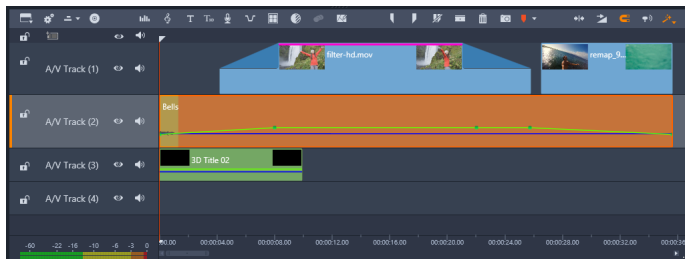 A/V Track (1)
filter-hd.mov
remap_9...
A/V Track (2)
Bells
A/V Track (3)
3D Title 02
A/V Track (4)
-60 -22 -16 -10 -6 -3 0
00.00 00:00:04.00 00:00:08.00 00:00:12.00 00:00:16.00 00:00:20.00 00:00:24.00 00:00:28.00 00:00:32.00 00:00:36